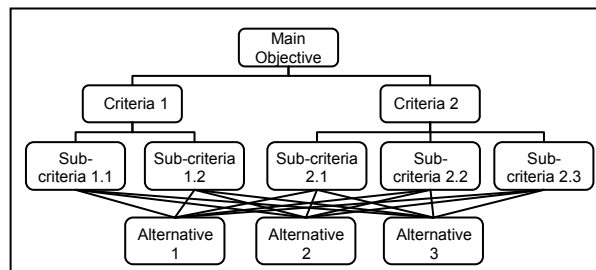 Main
Objective
Criteria 1
Criteria 2
Sub-
criteria 1.1
Sub-criteria
1.2
Sub-criteria
2.1
Sub-
criteria 2.2
Sub-
criteria 2.3
Alternative
1
Alternative
2
Alternative
3